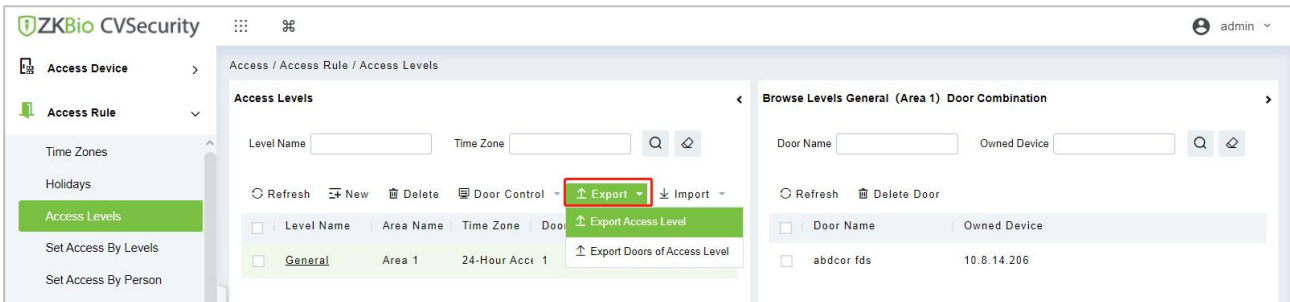 ZKBio CVSecurity
admin
Access Device
Access Rule
Time Zones
Holidays
Access Levels
Set Access By Levels
Set Access By Person
Access / Access Rule / Access Levels
Access Levels
Level Name Time Zone
Refresh New Delete Door Control Export Import
Export Access Level
Export Doors of Access Level
Level Name Area Name Time Zone Doo
General Area 1 24-Hour Acce 1
Browse Levels General (Area 1) Door Combination
Door Name Owned Device
Refresh Delete Door
Door Name Owned Device
abdcor fds 10.8.14.206